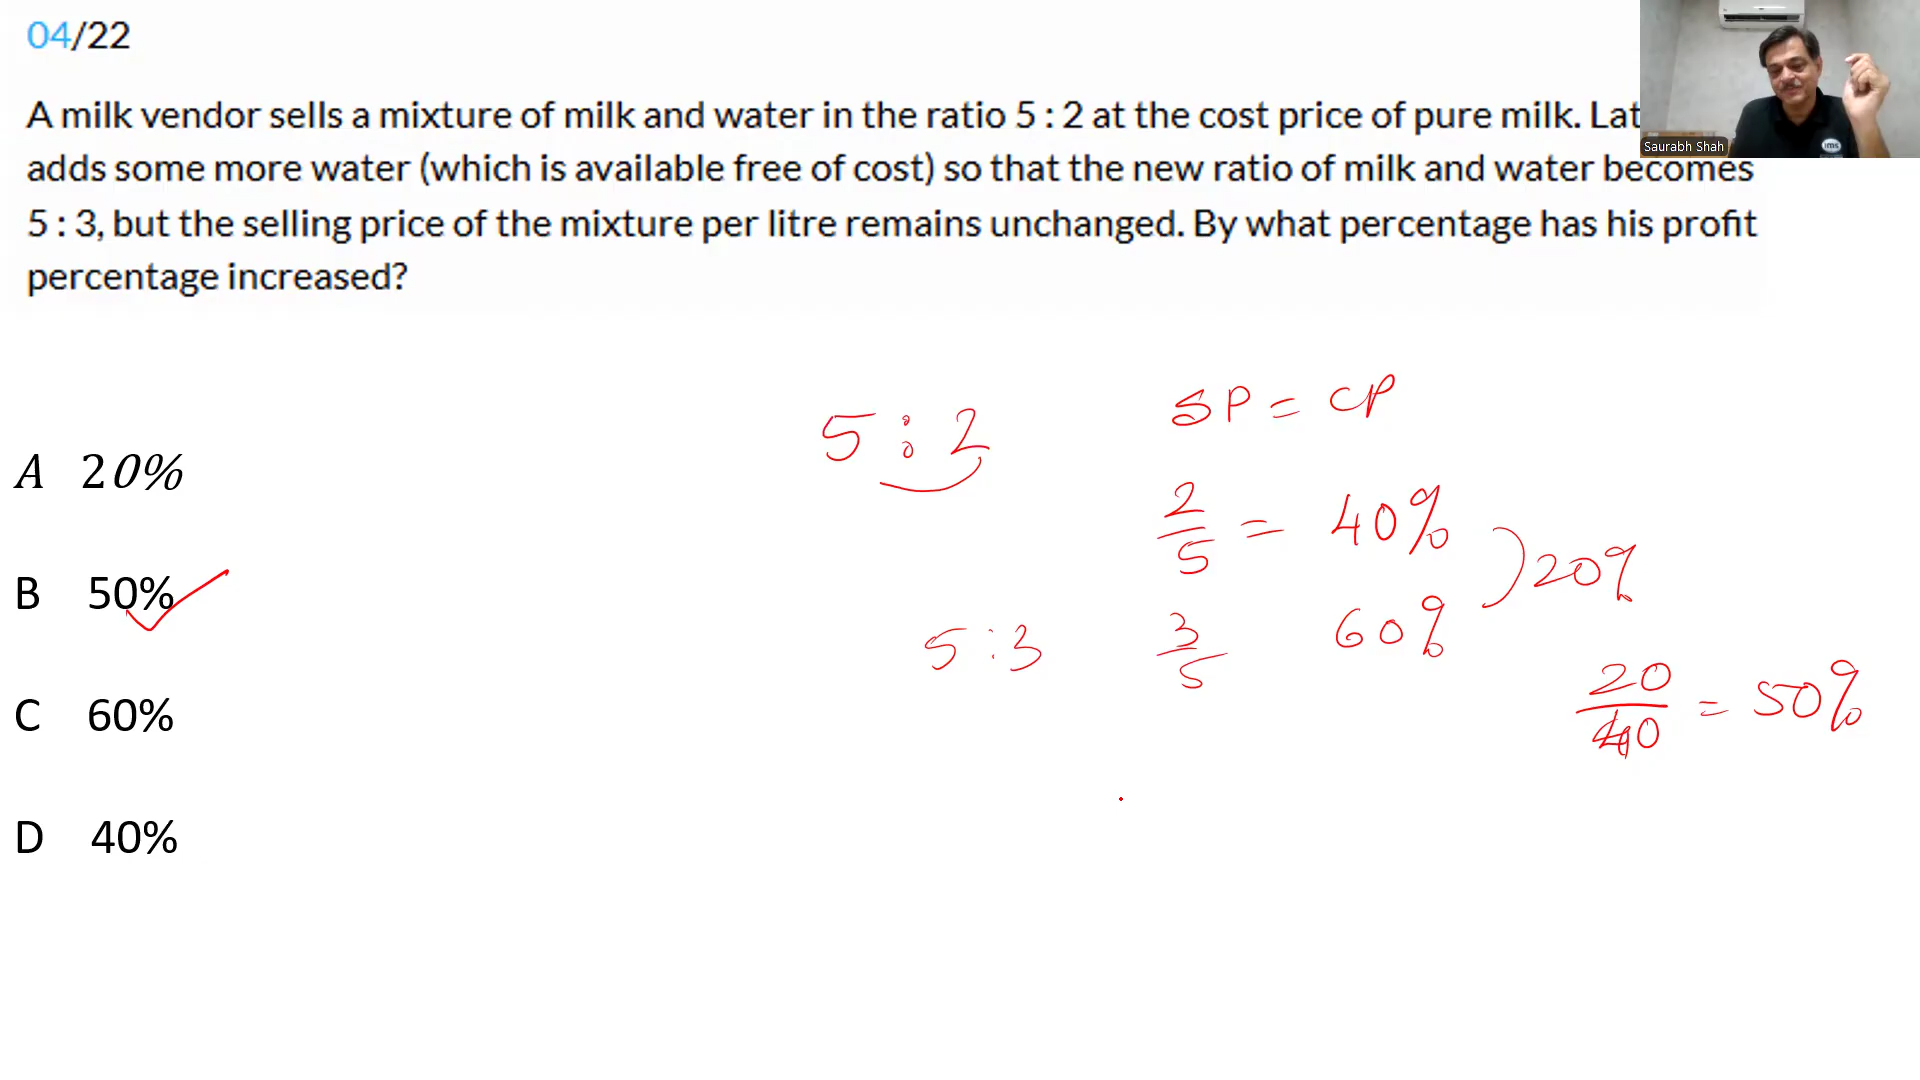 04/22
A milk vendor sells a mixture of milk and water in the ratio 5 : 2 at the cost price of pure milk.
adds some more water (which is available free of cost) so that the new ratio of milk and water becomes
5 : 3, but the selling price of the mixture per litre remains unchanged. By what percentage has his profit
percentage increased?
Saurabh Shah
ims
A 20%
B 50%
C 60%
D 40%
5 : 2
SP = CP
2/5 = 40%
20%
5 : 3
3/5 60%
20/40 = 50%